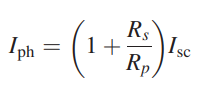 I_ph = (1 + R_s/R_p) I_sc